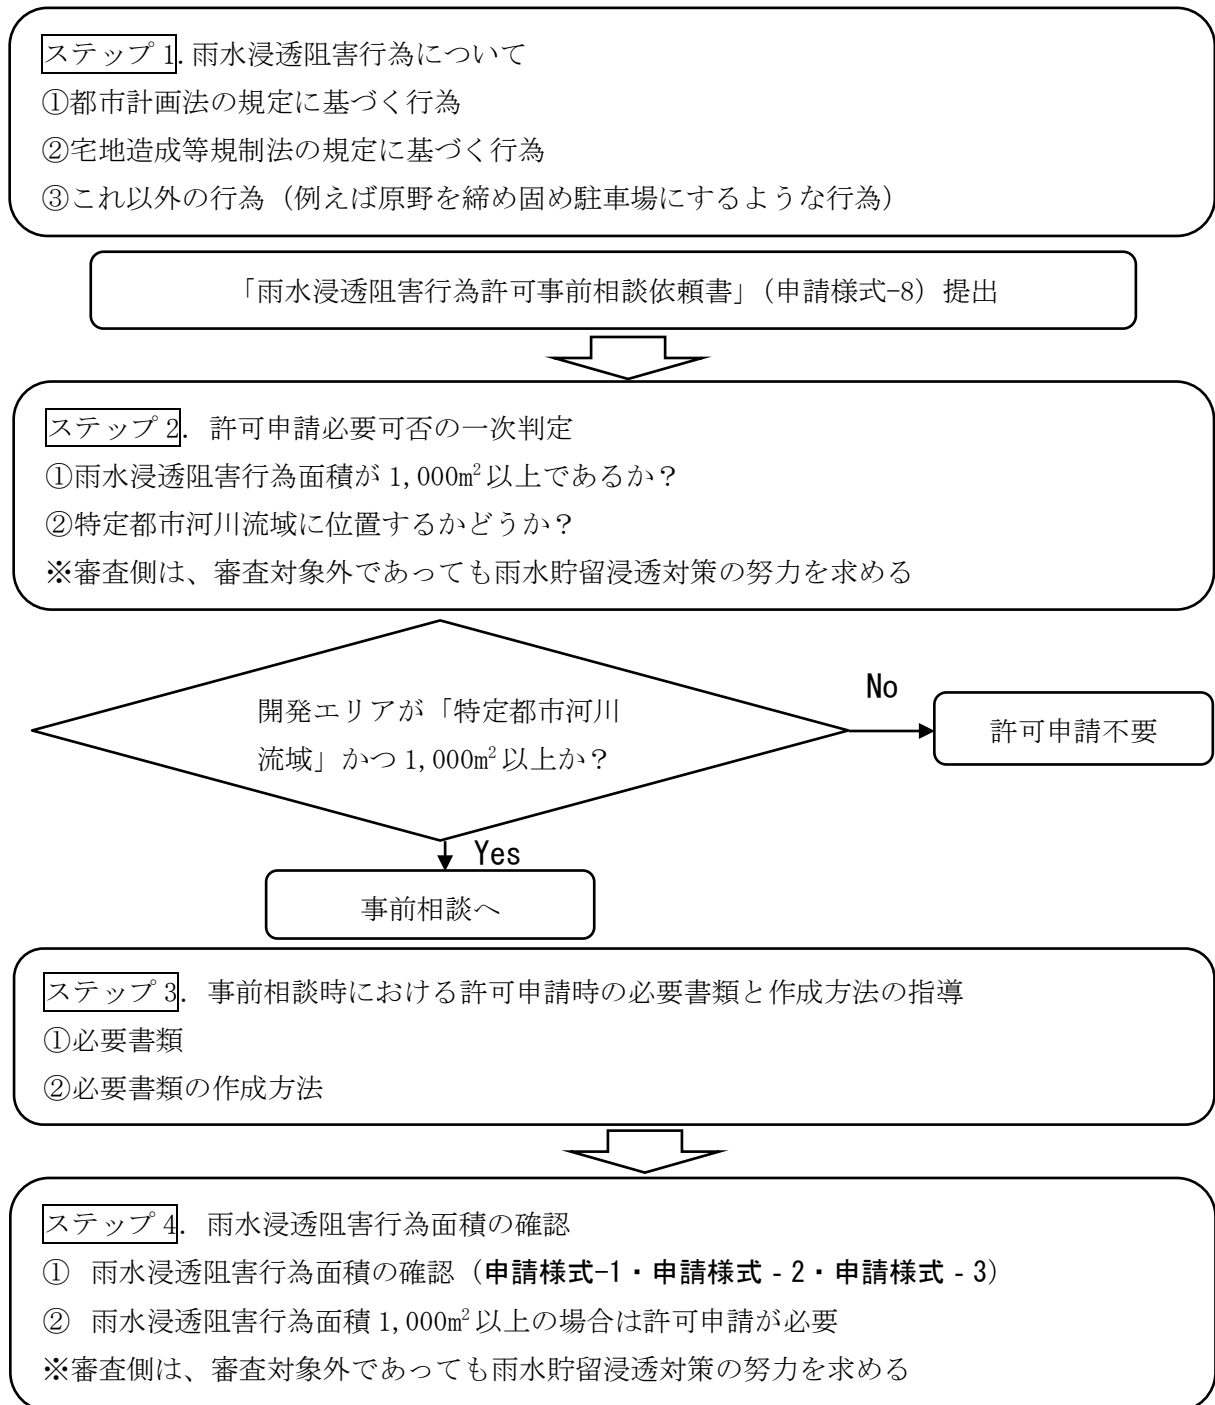 ステップ 1. 雨水浸透阻害行為について
①都市計画法の規定に基づく行為
②宅地造成等規制法の規定に基づく行為
③これ以外の行為（例えば原野を締め固め駐車場にするような行為）
「雨水浸透阻害行為許可事前相談依頼書」（申請様式-8）提出
ステップ 2. 許可申請必要可否の一次判定
①雨水浸透阻害行為面積が 1,000m²以上であるか？
②特定都市河川流域に位置するかどうか？
※審査側は、審査対象外であっても雨水貯留浸透対策の努力を求める
開発エリアが「特定都市河川
流域」かつ 1,000m²以上か？
No
許可申請不要
Yes
事前相談へ
ステップ 3. 事前相談時における許可申請時の必要書類と作成方法の指導
①必要書類
②必要書類の作成方法
ステップ 4. 雨水浸透阻害行為面積の確認
① 雨水浸透阻害行為面積の確認（申請様式-1・申請様式‐2・申請様式‐3）
② 雨水浸透阻害行為面積 1,000m²以上の場合は許可申請が必要
※審査側は、審査対象外であっても雨水貯留浸透対策の努力を求める